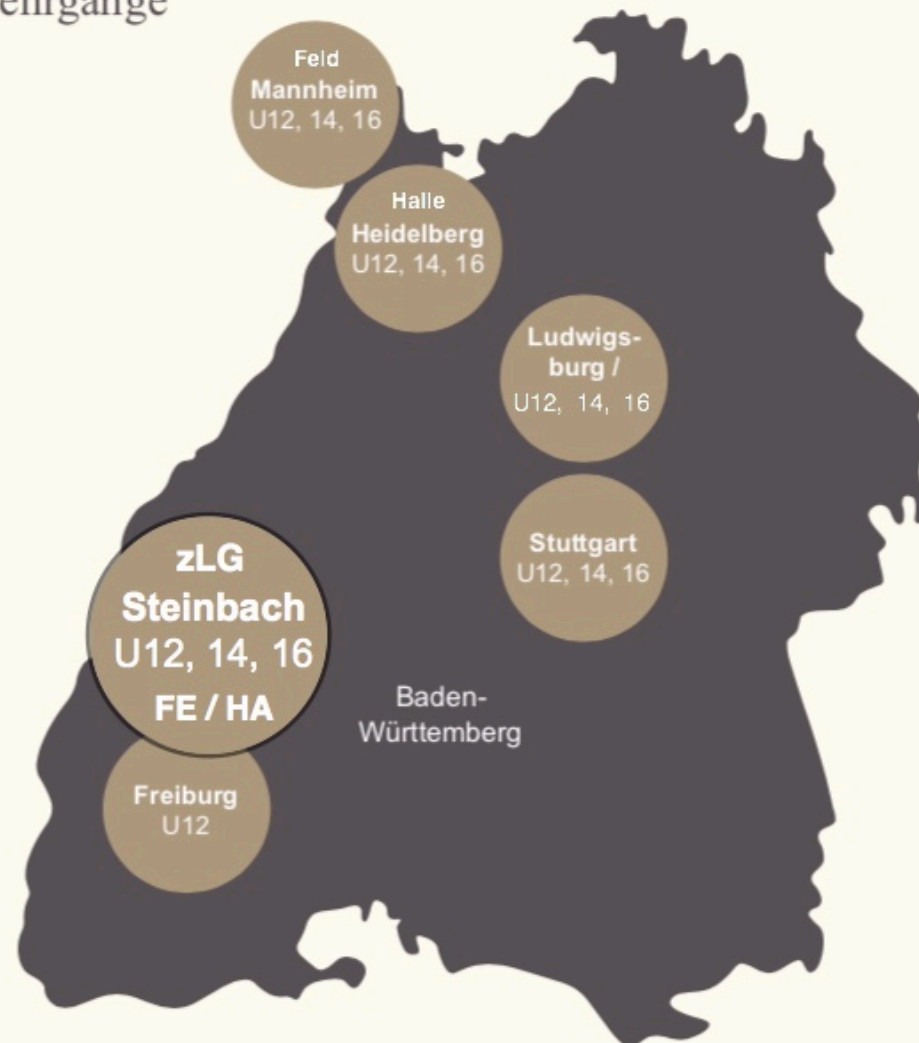 ehrgänge
Feld
Mannheim
U12, 14, 16
Halle
Heidelberg
U12, 14, 16
Ludwigs-
burg /
U12, 14, 16
Stuttgart
U12, 14, 16
zLG
Steinbach
U12, 14, 16
FE / HA
Baden-
Württemberg
Freiburg
U12